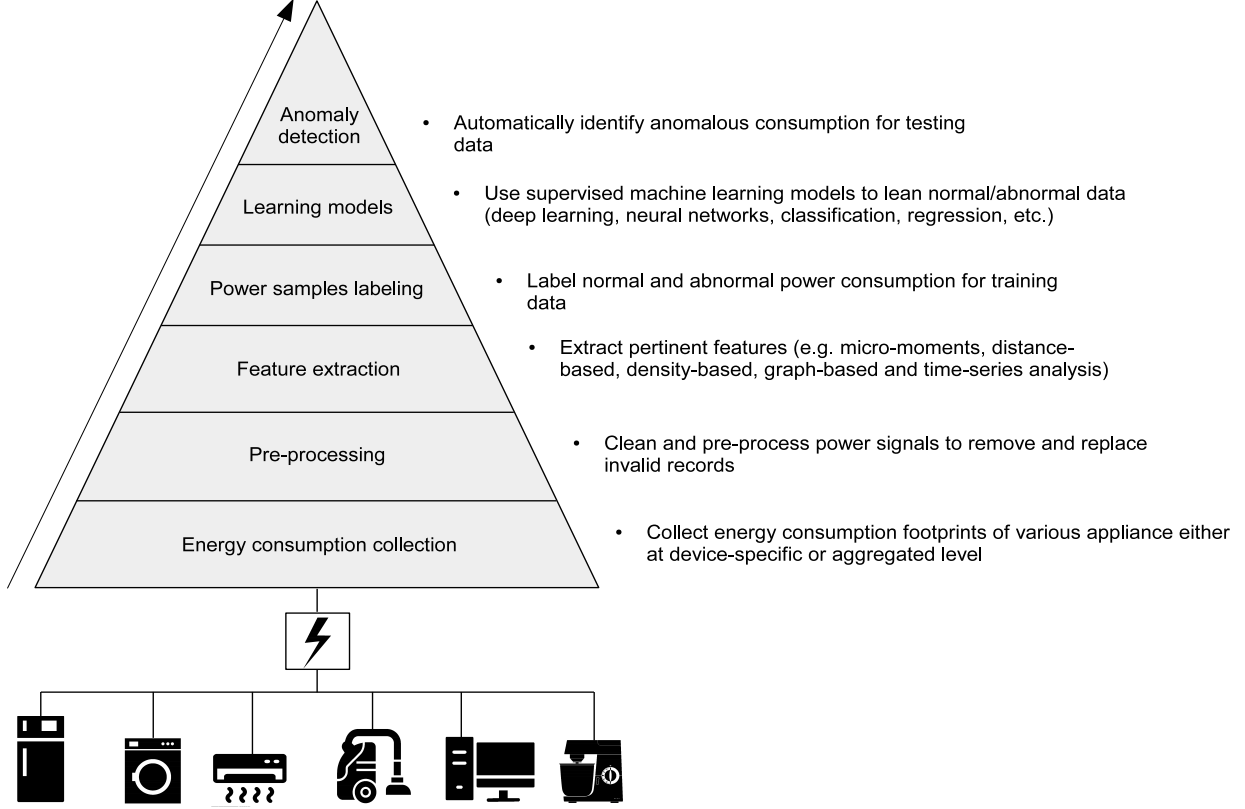 Anomaly
detection
• Automatically identify anomalous consumption for testing
data
Learning models
• Use supervised machine learning models to lean normal/abnormal data
(deep learning, neural networks, classification, regression, etc.)
Power samples labeling
• Label normal and abnormal power consumption for training
data
Feature extraction
• Extract pertinent features (e.g. micro-moments, distance-
based, density-based, graph-based and time-series analysis)
Pre-processing
• Clean and pre-process power signals to remove and replace
invalid records
Energy consumption collection
• Collect energy consumption footprints of various appliance either
at device-specific or aggregated level